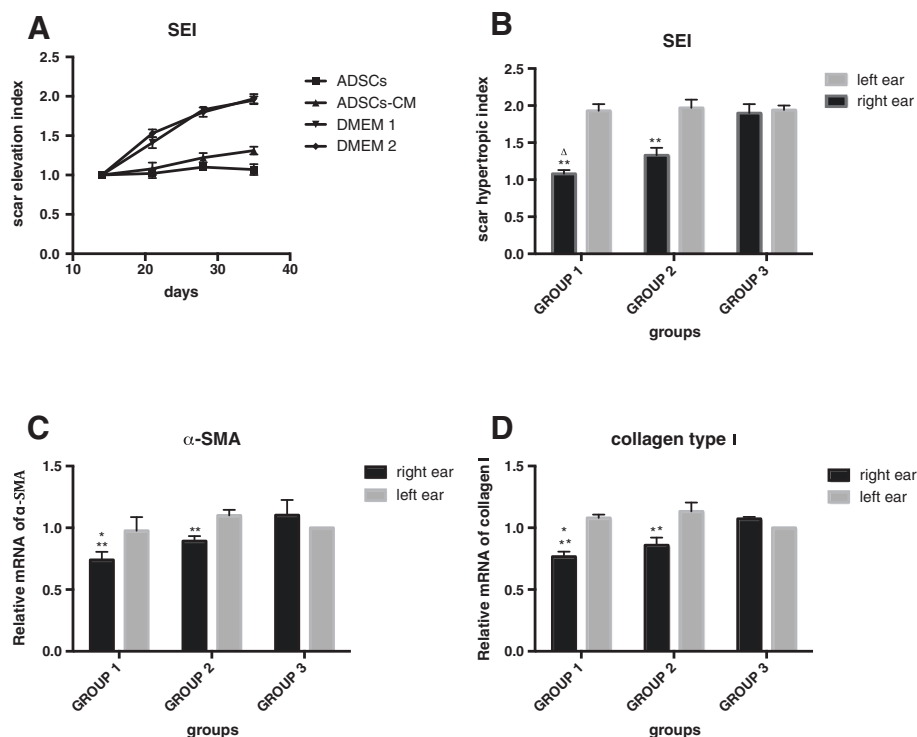 A
SEI
scar elevation index
2.5
2.0
1.5
1.0
0.5
0.0
10
20
30
40
days
ADSCs
ADSCs-CM
DMEM 1
DMEM 2
B
SEI
scar hypertropic index
2.5
2.0
1.5
1.0
0.5
0.0
Δ
**
**
GROUP 1
GROUP 2
GROUP 3
groups
left ear
right ear
C
α-SMA
Relative mRNA of α-SMA
1.5
1.0
0.5
0.0
*
**
**
GROUP 1
GROUP 2
GROUP 3
groups
right ear
left ear
D
collagen type I
Relative mRNA of collagen I
1.5
1.0
0.5
0.0
*
**
**
GROUP 1
GROUP 2
GROUP 3
groups
right ear
left ear